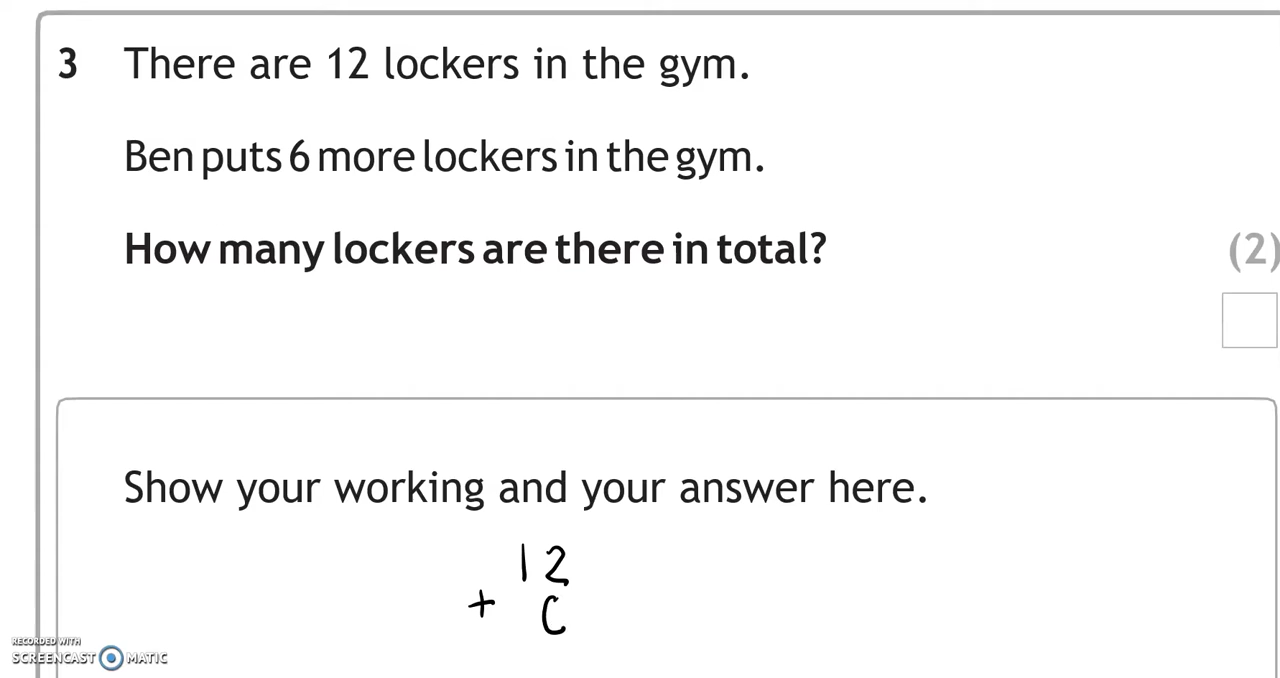 3 There are 12 lockers in the gym.
Ben puts 6 more lockers in the gym.
How many lockers are there in total? (2)
Show your working and your answer here.
12
+
RECORDED WITH
SCREENCAST MATIC